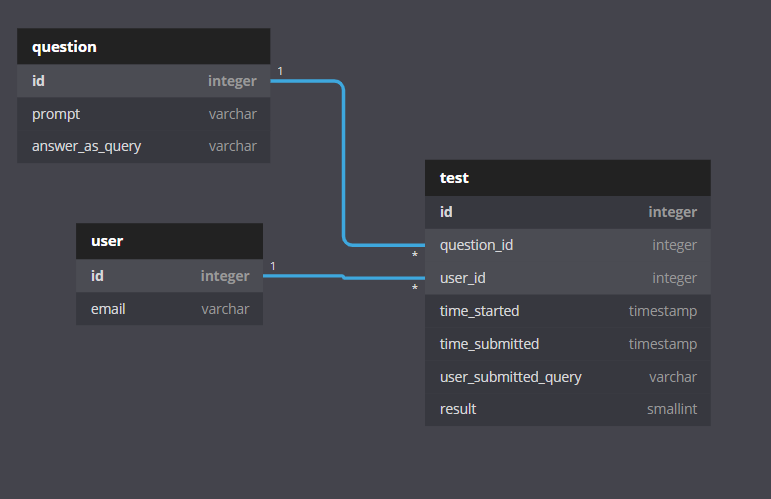 question
id integer
prompt varchar
answer_as_query varchar
1
*
user
id integer
email varchar
1
*
test
id integer
question_id integer
user_id integer
time_started timestamp
time_submitted timestamp
user_submitted_query varchar
result smallint